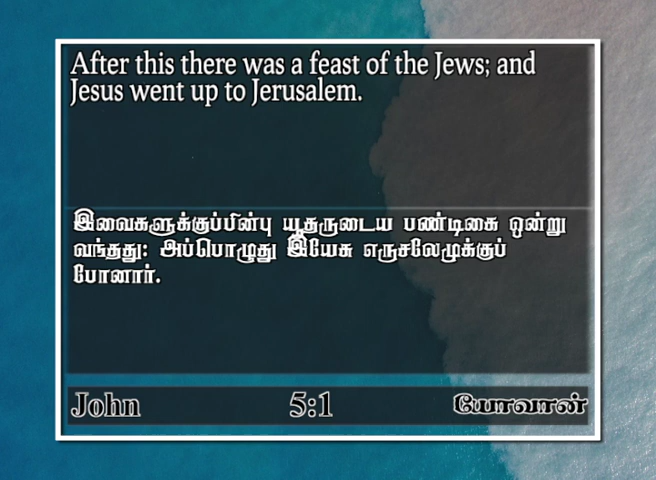 After this there was a feast of the Jews; and
Jesus went up to Jerusalem.
இவைகளுக்குப்பின்பு யூதருடைய பண்டிகை ஒன்று
வந்தது: அப்பொழுது இயேசு எருசலேமுக்குப்
போனார்.
John 5:1 யோவான்